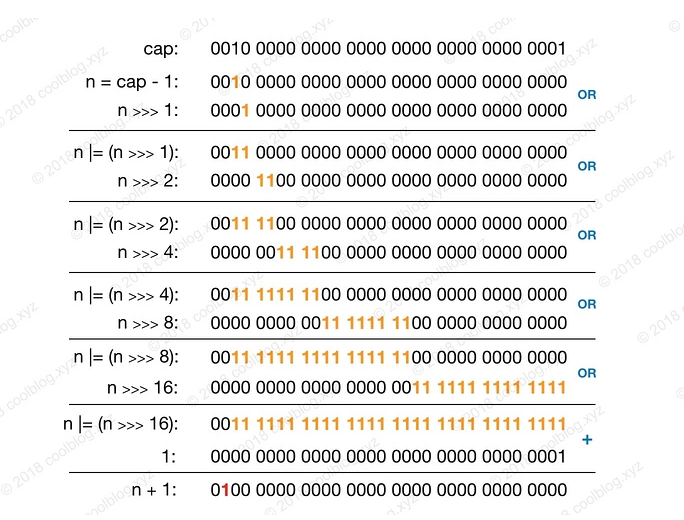 cap: 0010 0000 0000 0000 0000 0000 0000 0001
n = cap - 1: 0010 0000 0000 0000 0000 0000 0000 0000
OR
n >>> 1: 0001 0000 0000 0000 0000 0000 0000 0000
n |= (n >>> 1): 0011 0000 0000 0000 0000 0000 0000 0000
OR
n >>> 2: 0000 1100 0000 0000 0000 0000 0000 0000
n |= (n >>> 2): 0011 1100 0000 0000 0000 0000 0000 0000
OR
n >>> 4: 0000 0011 1100 0000 0000 0000 0000 0000
n |= (n >>> 4): 0011 1111 1100 0000 0000 0000 0000 0000
OR
n >>> 8: 0000 0000 0011 1111 1100 0000 0000 0000
n |= (n >>> 8): 0011 1111 1111 1111 1100 0000 0000 0000
OR
n >>> 16: 0000 0000 0000 0000 0011 1111 1111 1111
n |= (n >>> 16): 0011 1111 1111 1111 1111 1111 1111 1111
+
1: 0000 0000 0000 0000 0000 0000 0000 0001
n + 1: 0100 0000 0000 0000 0000 0000 0000 0000
© 2018 coolblog.xyz